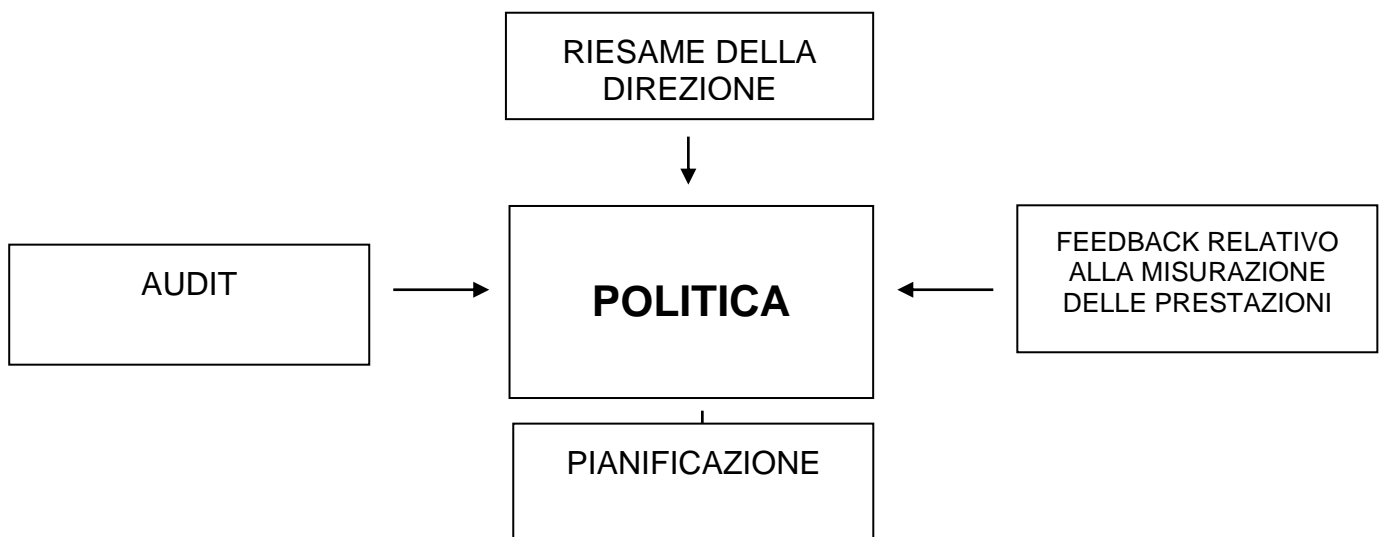 RIESAME DELLA
DIREZIONE
AUDIT
POLITICA
FEEDBACK RELATIVO
ALLA MISURAZIONE
DELLE PRESTAZIONI
PIANIFICAZIONE